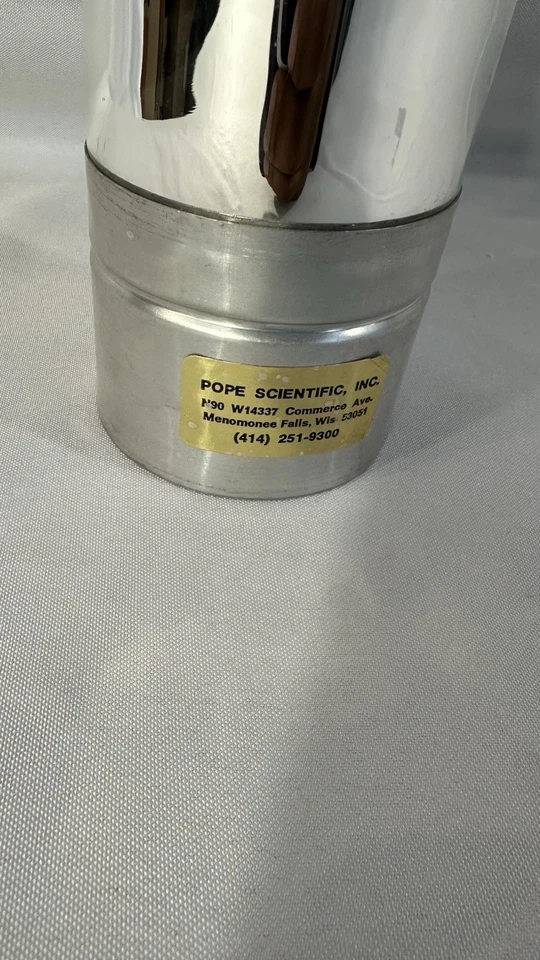 POPE SCIENTIFIC, INC.
N90 W14337 Commerce Ave.
Menomonee Falls, Wis. 53051
(414) 251-9300